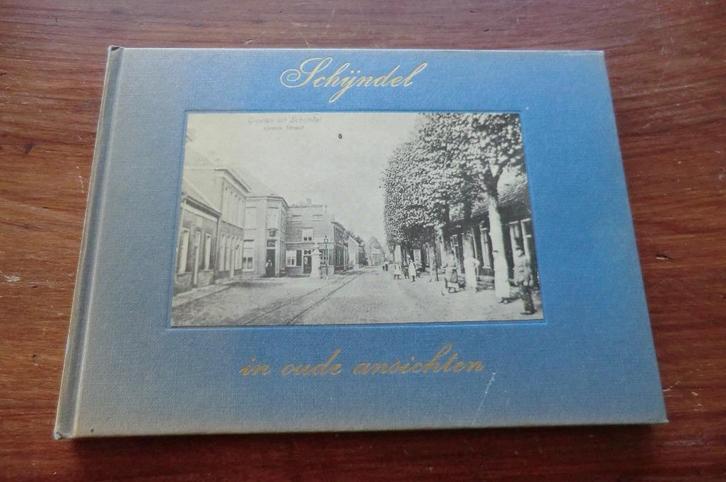 Schijndel
Groeten uit Schijndel
in oude ansichten